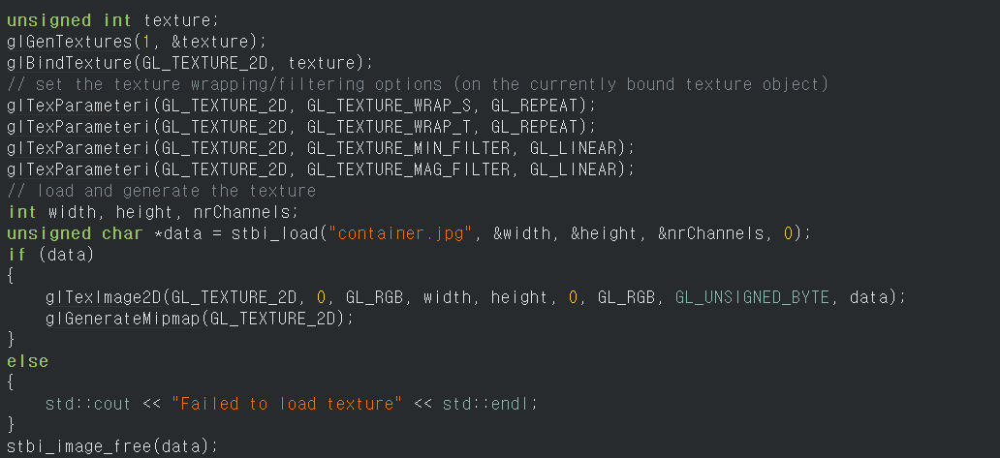 unsigned int texture;
glGenTextures(1, &texture);
glBindTexture(GL_TEXTURE_2D, texture);
// set the texture wrapping/filtering options (on the currently bound texture object)
glTexParameteri(GL_TEXTURE_2D, GL_TEXTURE_WRAP_S, GL_REPEAT);
glTexParameteri(GL_TEXTURE_2D, GL_TEXTURE_WRAP_T, GL_REPEAT);
glTexParameteri(GL_TEXTURE_2D, GL_TEXTURE_MIN_FILTER, GL_LINEAR);
glTexParameteri(GL_TEXTURE_2D, GL_TEXTURE_MAG_FILTER, GL_LINEAR);
// load and generate the texture
int width, height, nrChannels;
unsigned char *data = stbi_load("container.jpg", &width, &height, &nrChannels, 0);
if (data)
{
    glTexImage2D(GL_TEXTURE_2D, 0, GL_RGB, width, height, 0, GL_RGB, GL_UNSIGNED_BYTE, data);
    glGenerateMipmap(GL_TEXTURE_2D);
}
else
{
    std::cout << "Failed to load texture" << std::endl;
}
stbi_image_free(data);